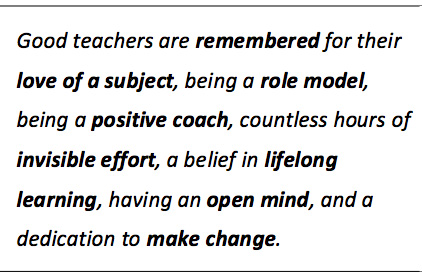 Good teachers are remembered for their
love of a subject, being a role model,
being a positive coach, countless hours of
invisible effort, a belief in lifelong
learning, having an open mind, and a
dedication to make change.